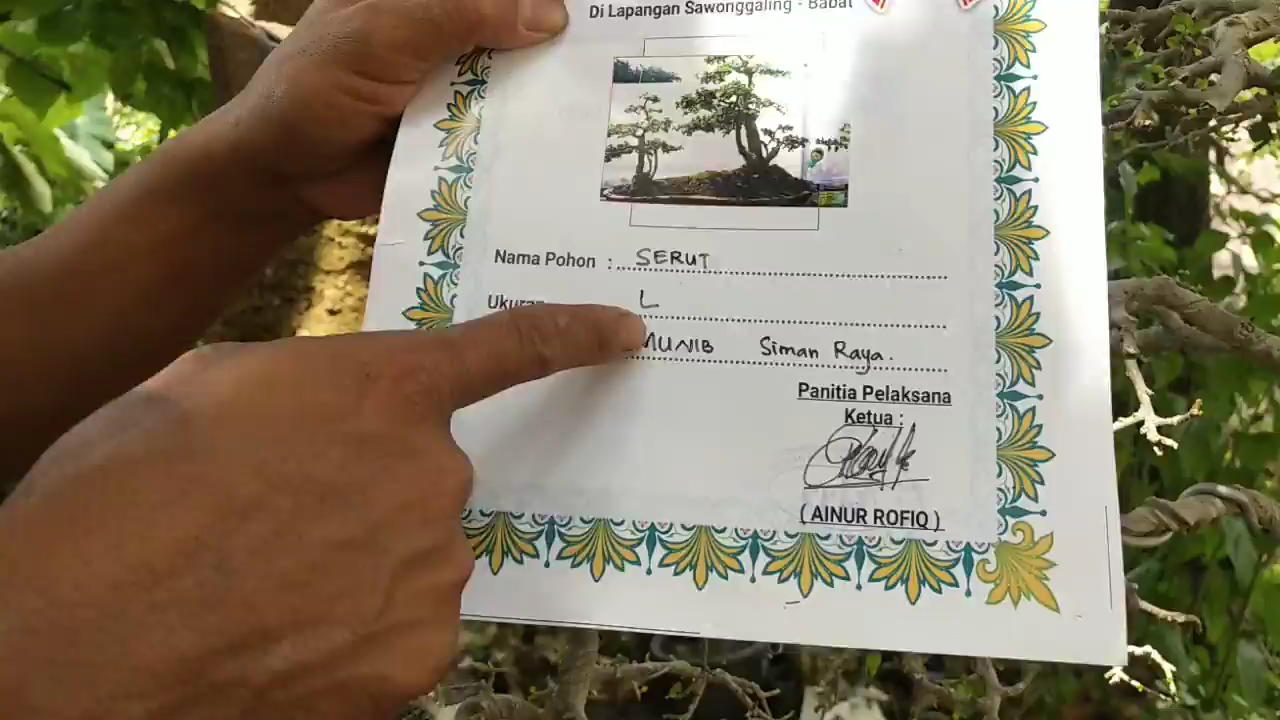 Di Lapangan Sawonggaling - Babat
Nama Pohon : SERUT
L
MUNIB Siman Raya.
Panitia Pelaksana
Ketua :
( AINUR ROFIQ )